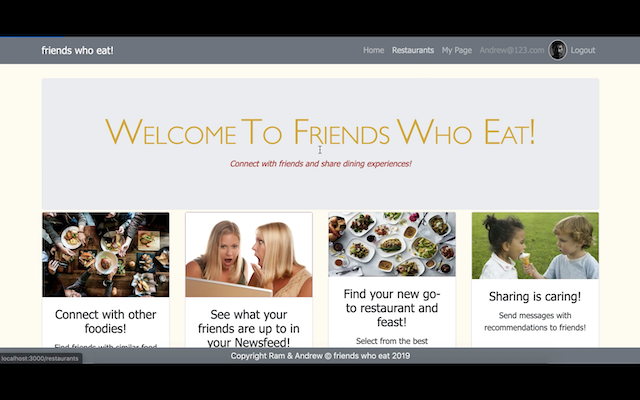 friends who eat!
Home Restaurants My Page Andrew@123.com Logout
Welcome To Friends Who Eat!
Connect with friends and share dining experiences!
Connect with other
foodies!
Find friends with similar food
See what your
friends are up to in
your Newsfeed!
Find your new go-
to restaurant and
feast!
Select from the best
Sharing is caring!
Send messages with
recommendations to friends!
Copyright Ram & Andrew © friends who eat 2019
localhost:3000/restaurants